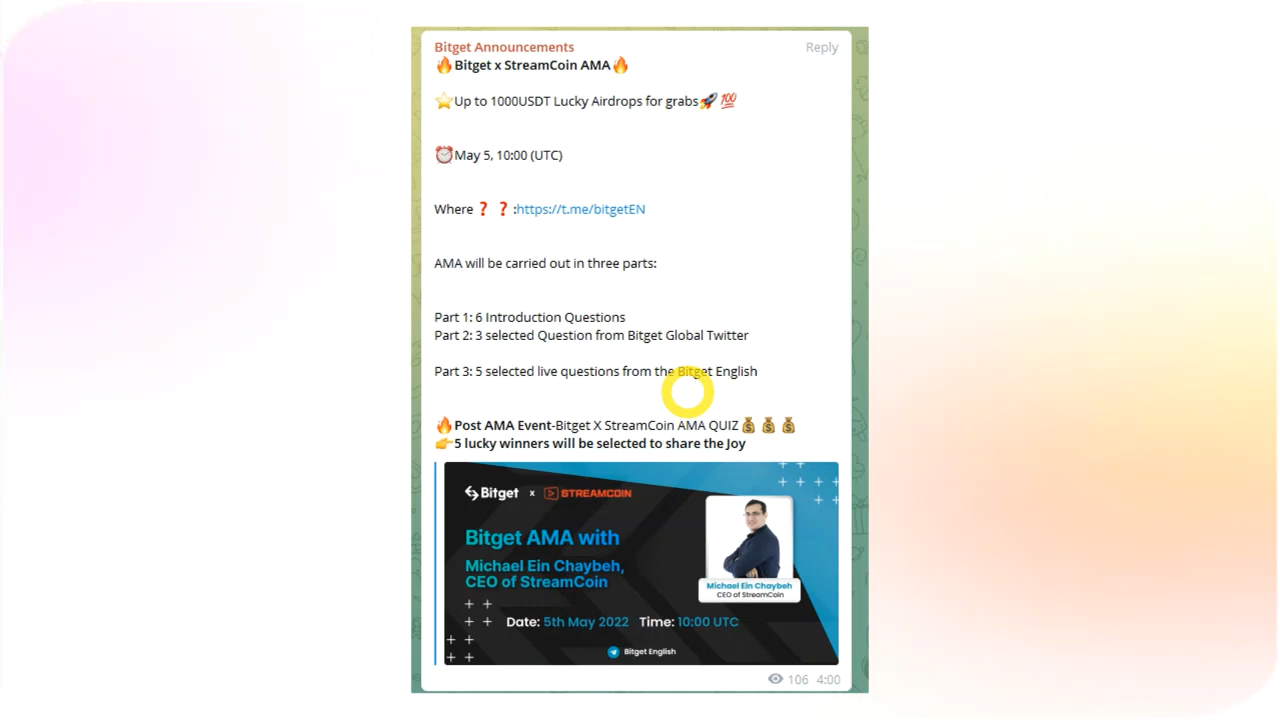 Bitget Announcements
Reply
🔥Bitget x StreamCoin AMA🔥
⭐Up to 1000USDT Lucky Airdrops for grabs🚀💯
⏰May 5, 10:00 (UTC)
Where❓❓:https://t.me/bitgetEN
AMA will be carried out in three parts:
Part 1: 6 Introduction Questions
Part 2: 3 selected Question from Bitget Global Twitter
Part 3: 5 selected live questions from the Bitget English
🔥Post AMA Event-Bitget X StreamCoin AMA QUIZ💰💰💰
👉5 lucky winners will be selected to share the Joy
Bitget x STREAMCOIN
Bitget AMA with
Michael Ein Chaybeh,
CEO of StreamCoin
Michael Ein Chaybeh
CEO of StreamCoin
Date: 5th May 2022 Time: 10:00 UTC
Bitget English
106 4:00